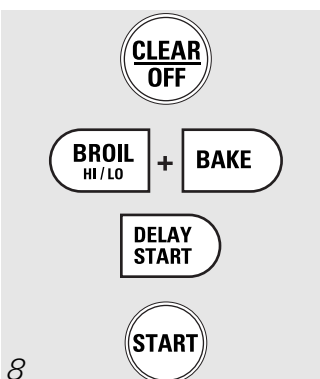 CLEAR
OFF
BROIL
HI / LO
+
BAKE
DELAY
START
START
8